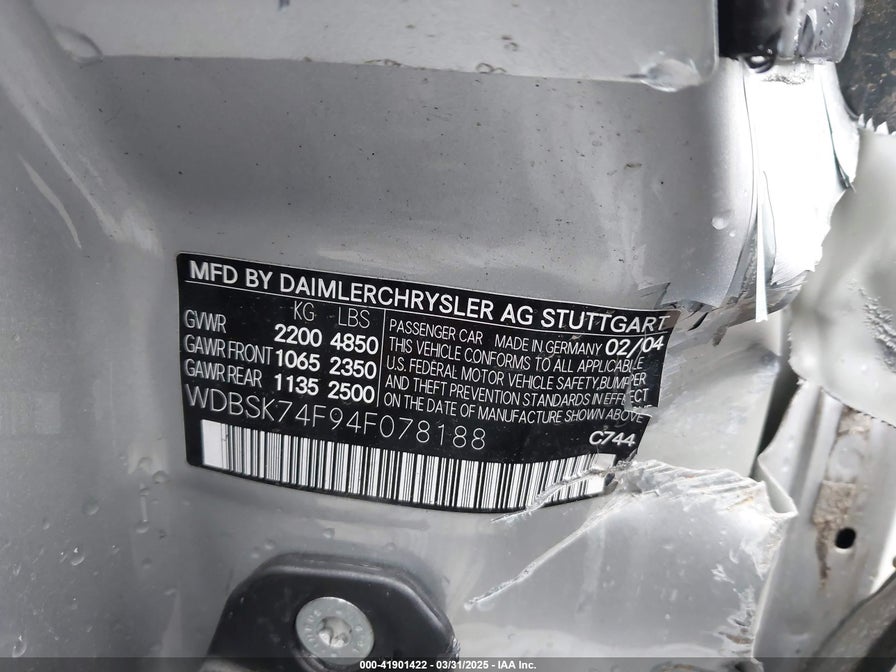 MFD BY DAIMLERCHRYSLER AG STUTTGART
KG LBS
GVWR 2200 4850
GAWR FRONT 1065 2350
GAWR REAR 1135 2500
PASSENGER CAR MADE IN GERMANY 02/04
THIS VEHICLE CONFORMS TO ALL APPLICABLE
U.S. FEDERAL MOTOR VEHICLE SAFETY, BUMPER
AND THEFT PREVENTION STANDARDS IN EFFECT
ON THE DATE OF MANUFACTURE SHOWN ABOVE
WDBSK74F94F078188
C744
000-41901422 - 03/31/2025 - IAA Inc.